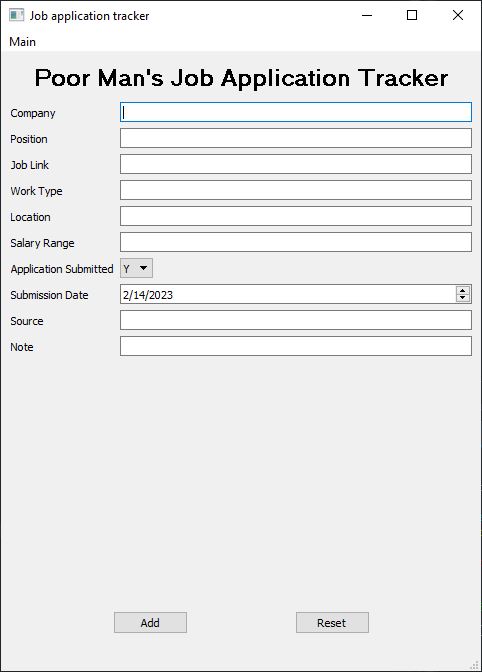 Job application tracker
Main
Poor Man's Job Application Tracker
Company
Position
Job Link
Work Type
Location
Salary Range
Application Submitted Y
Submission Date 2/14/2023
Source
Note
Add Reset